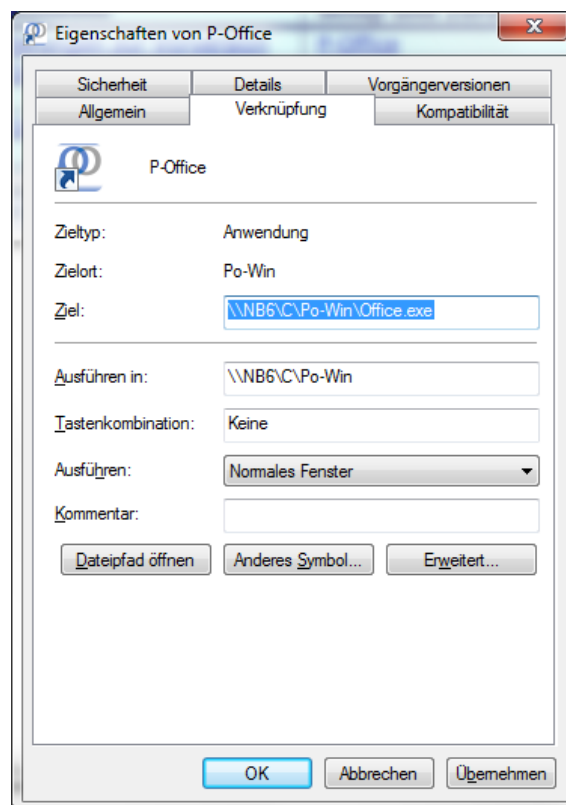 Eigenschaften von P-Office
Sicherheit Details Vorgängerversionen
Allgemein Verknüpfung Kompatibilität
P-Office
Zieltyp: Anwendung
Zielort: Po-Win
Ziel: \\NB6\C\Po-Win\Office.exe
Ausführen in: \\NB6\C\Po-Win
Tastenkombination: Keine
Ausführen: Normales Fenster
Kommentar:
Dateipfad öffnen Anderes Symbol... Erweitert...
OK Abbrechen Übernehmen